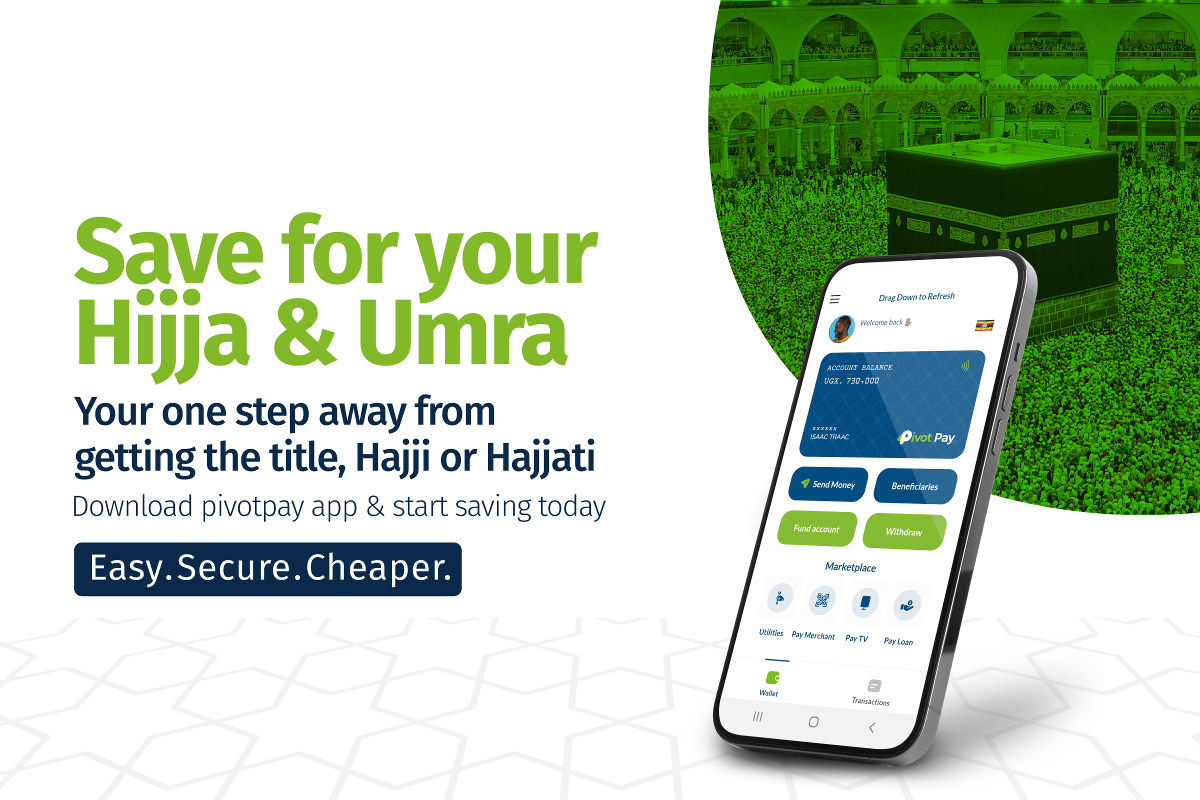 Save for your
Hijja & Umra
Your one step away from
getting the title, Hajji or Hajjati
Download pivotpay app & start saving today
Easy.Secure.Cheaper.
Drag Down to Refresh
Welcome back
ACCOUNT BALANCE
UGX. 730,000
xxxxxx
ISAAC TRAAC
Pivot Pay
Send Money
Beneficiaries
Fund account
Withdraw
Marketplace
Utilities
Pay Merchant
Pay TV
Pay Loan
Wallet
Transactions